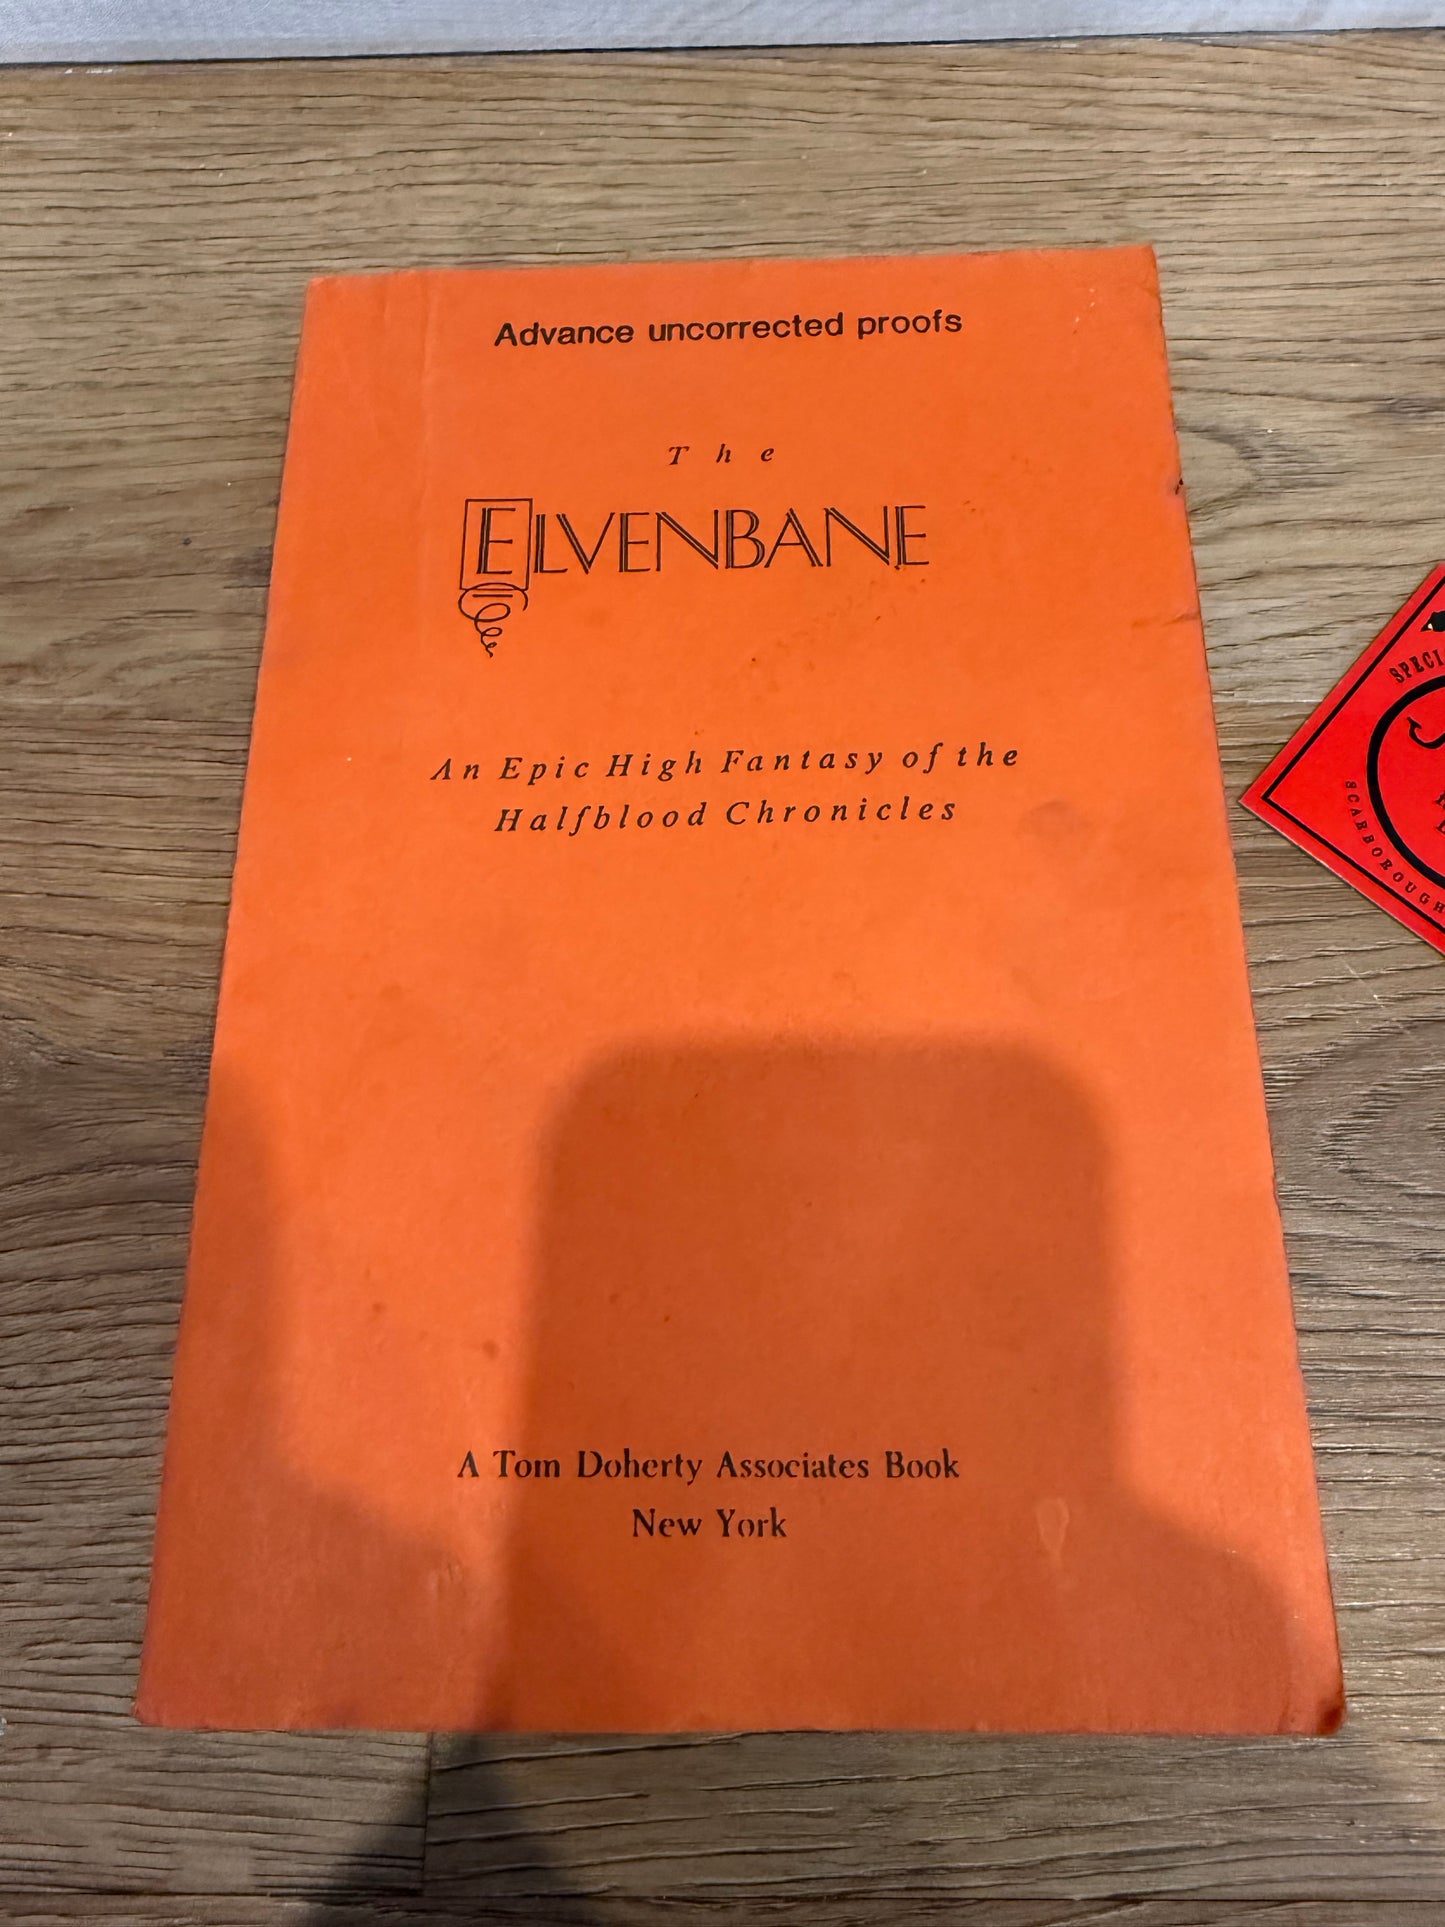 Advance uncorrected proofs
The
ELVENBANE
An Epic High Fantasy of the
Halfblood Chronicles
A Tom Doherty Associates Book
New York
SCARBOROUGH